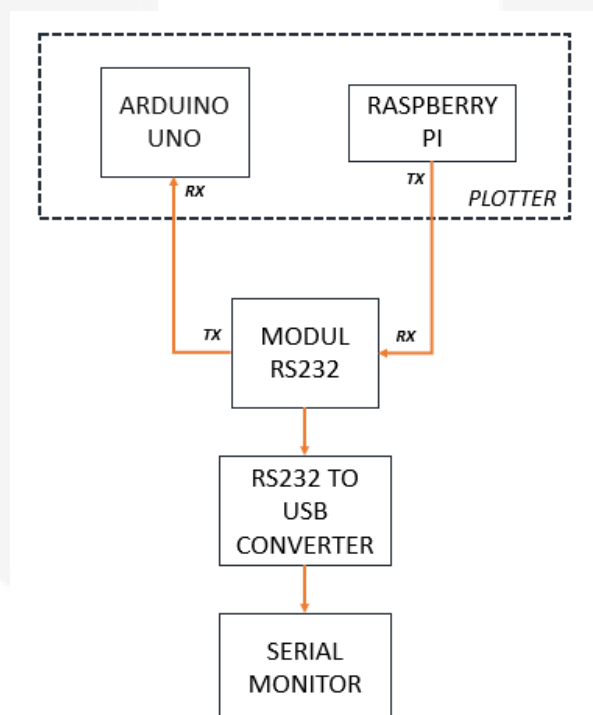 ARDUINO
UNO
RASPBERRY
PI
RX
TX
PLOTTER
TX
MODUL
RS232
RX
RS232 TO
USB
CONVERTER
SERIAL
MONITOR